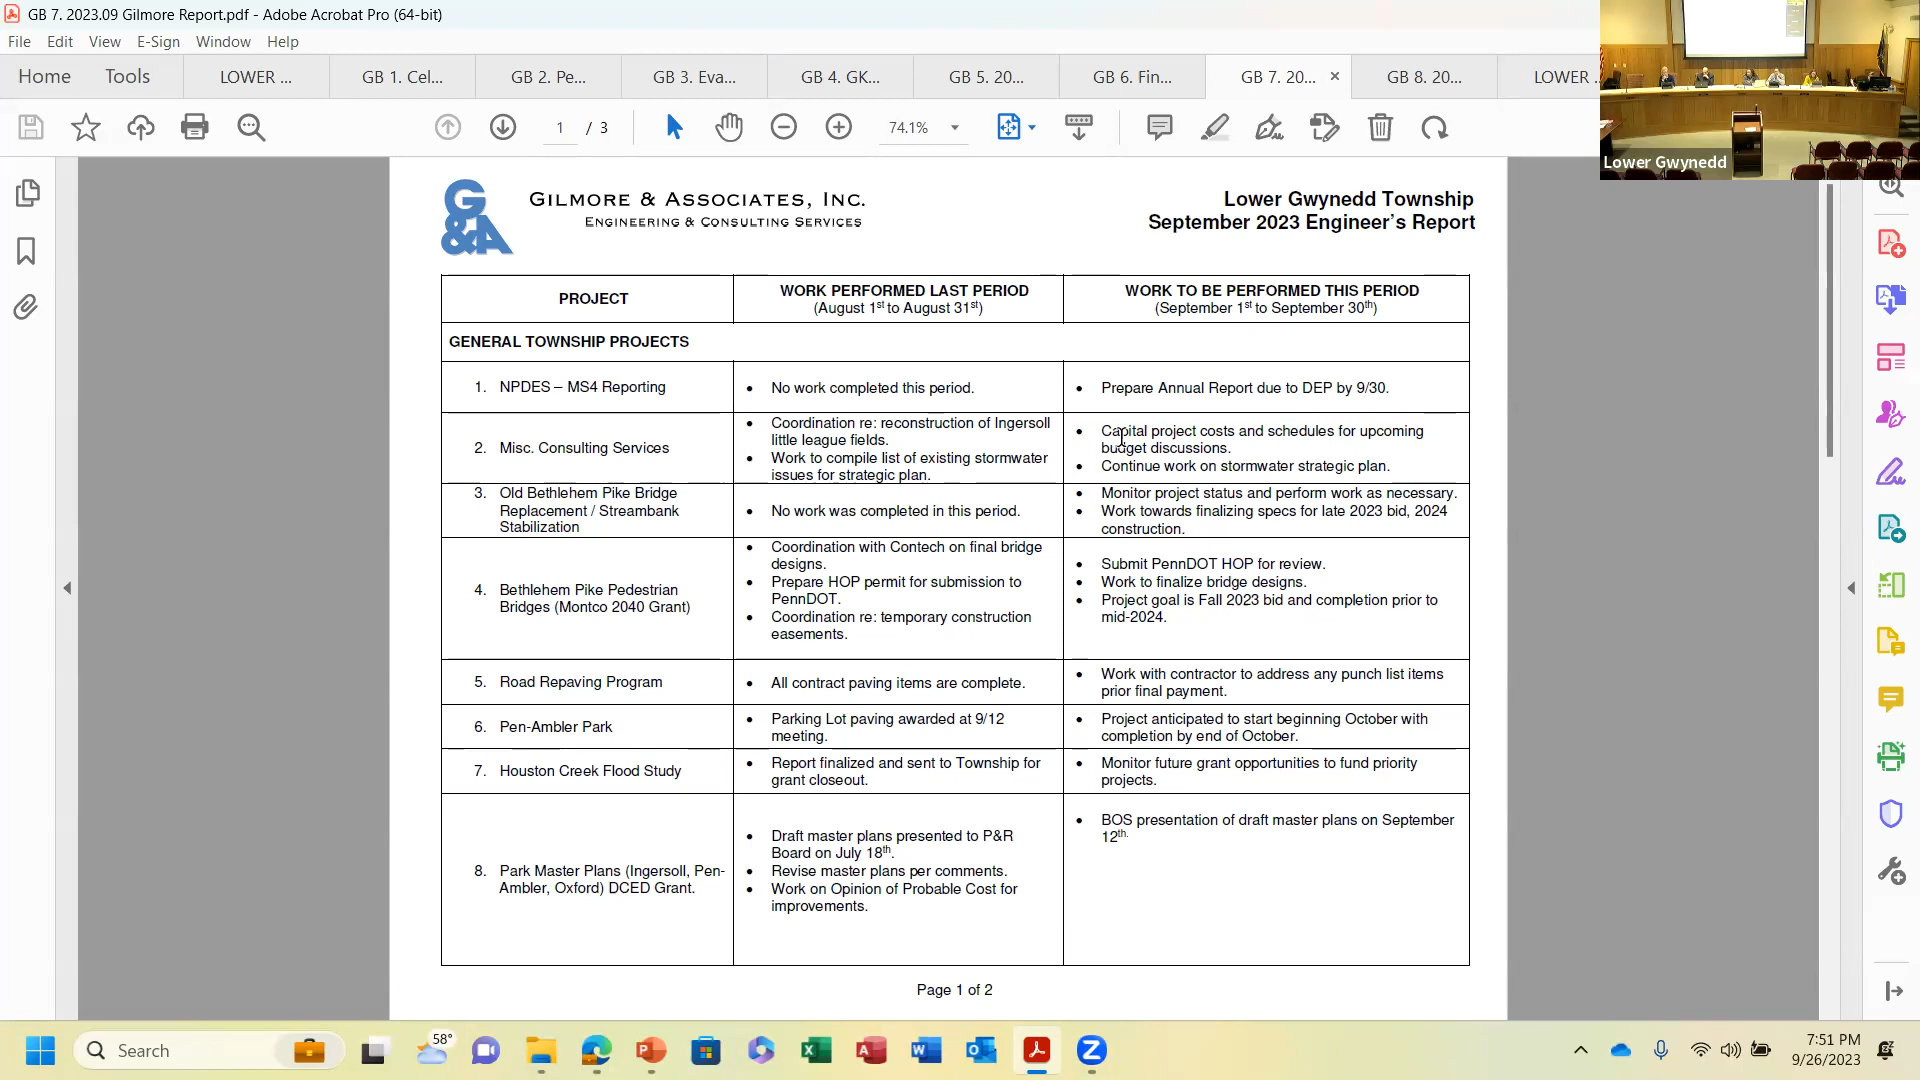 GB 7. 2023.09 Gilmore Report.pdf - Adobe Acrobat Pro (64-bit)
File Edit View E-Sign Window Help
Home Tools LOWER ... GB 1. Cel... GB 2. Pe... GB 3. Eva... GB 4. GK... GB 5. 20... GB 6. Fin... GB 7. 20... GB 8. 20... LOWER .
1 / 3 74.1%
Lower Gwynedd
G&A
GILMORE & ASSOCIATES, INC.
ENGINEERING & CONSULTING SERVICES
Lower Gwynedd Township
September 2023 Engineer's Report
PROJECT
WORK PERFORMED LAST PERIOD
(August 1st to August 31st)
WORK TO BE PERFORMED THIS PERIOD
(September 1st to September 30th)
GENERAL TOWNSHIP PROJECTS
1. NPDES – MS4 Reporting
• No work completed this period.
• Prepare Annual Report due to DEP by 9/30.
2. Misc. Consulting Services
• Coordination re: reconstruction of Ingersoll
little league fields.
• Work to compile list of existing stormwater
issues for strategic plan.
• Capital project costs and schedules for upcoming
budget discussions.
• Continue work on stormwater strategic plan.
3. Old Bethlehem Pike Bridge
Replacement / Streambank
Stabilization
• No work was completed in this period.
• Monitor project status and perform work as necessary.
• Work towards finalizing specs for late 2023 bid, 2024
construction.
4. Bethlehem Pike Pedestrian
Bridges (Montco 2040 Grant)
• Coordination with Contech on final bridge
designs.
• Prepare HOP permit for submission to
PennDOT.
• Coordination re: temporary construction
easements.
• Submit PennDOT HOP for review.
• Work to finalize bridge designs.
• Project goal is Fall 2023 bid and completion prior to
mid-2024.
5. Road Repaving Program
• All contract paving items are complete.
• Work with contractor to address any punch list items
prior final payment.
6. Pen-Ambler Park
• Parking Lot paving awarded at 9/12
meeting.
• Project anticipated to start beginning October with
completion by end of October.
7. Houston Creek Flood Study
• Report finalized and sent to Township for
grant closeout.
• Monitor future grant opportunities to fund priority
projects.
8. Park Master Plans (Ingersoll, Pen-
Ambler, Oxford) DCED Grant.
• Draft master plans presented to P&R
Board on July 18th.
• Revise master plans per comments.
• Work on Opinion of Probable Cost for
improvements.
• BOS presentation of draft master plans on September
12th.
Page 1 of 2
Search
58°
7:51 PM
9/26/2023